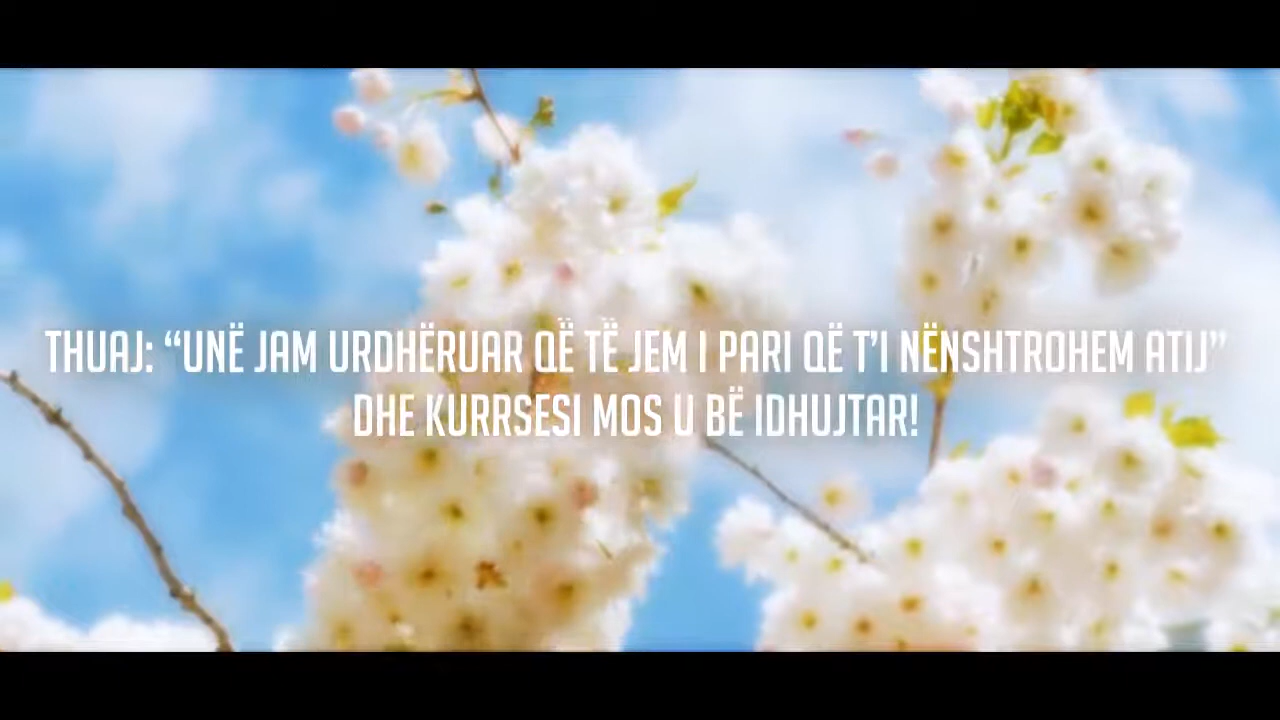 THUAJ: “UNË JAM URDHËRUAR QË TË JEM I PARI QË T’I NËNSHTROHEM ATIJ”
DHE KURRSESI MOS U BË IDHUJTAR!